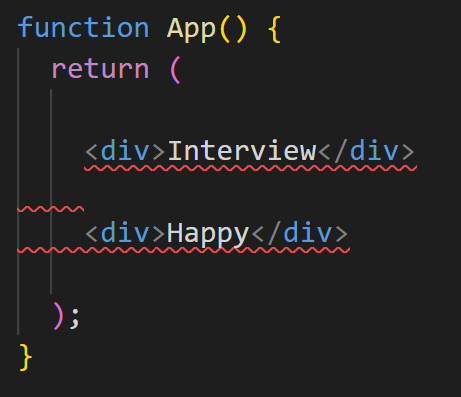 function App() {
return (
<div>Interview</div>
<div>Happy</div>
);
}